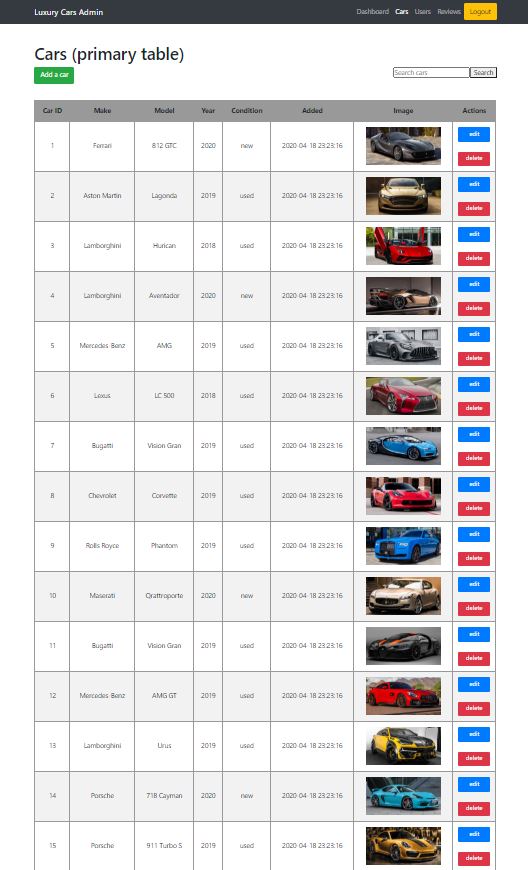 Luxury Cars Admin Dashboard Cars Users Reviews Logout
Cars (primary table)
Add a car
Search cars Search
Car ID Make Model Year Condition Added Image Actions
1 Ferrari 812 GTC 2020 new 2020-04-18 23:23:16 edit
delete
2 Aston Martin Lagonda 2019 used 2020-04-18 23:23:16 edit
delete
3 Lamborghini Hurican 2018 used 2020-04-18 23:23:16 edit
delete
4 Lamborghini Aventador 2020 new 2020-04-18 23:23:16 edit
delete
5 Mercedes-Benz AMG 2019 used 2020-04-18 23:23:16 edit
delete
6 Lexus LC 500 2018 used 2020-04-18 23:23:16 edit
delete
7 Bugatti Vision Gran 2019 used 2020-04-18 23:23:16 edit
delete
8 Chevrolet Corvette 2019 used 2020-04-18 23:23:16 edit
delete
9 Rolls Royce Phantom 2019 used 2020-04-18 23:23:16 edit
delete
10 Maserati Qrattroporte 2020 new 2020-04-18 23:23:16 edit
delete
11 Bugatti Vision Gran 2019 used 2020-04-18 23:23:16 edit
delete
12 Mercedes-Benz AMG GT 2019 used 2020-04-18 23:23:16 edit
delete
13 Lamborghini Urus 2019 used 2020-04-18 23:23:16 edit
delete
14 Porsche 718 Cayman 2020 new 2020-04-18 23:23:16 edit
delete
15 Porsche 911 Turbo S 2019 used 2020-04-18 23:23:16 edit
delete